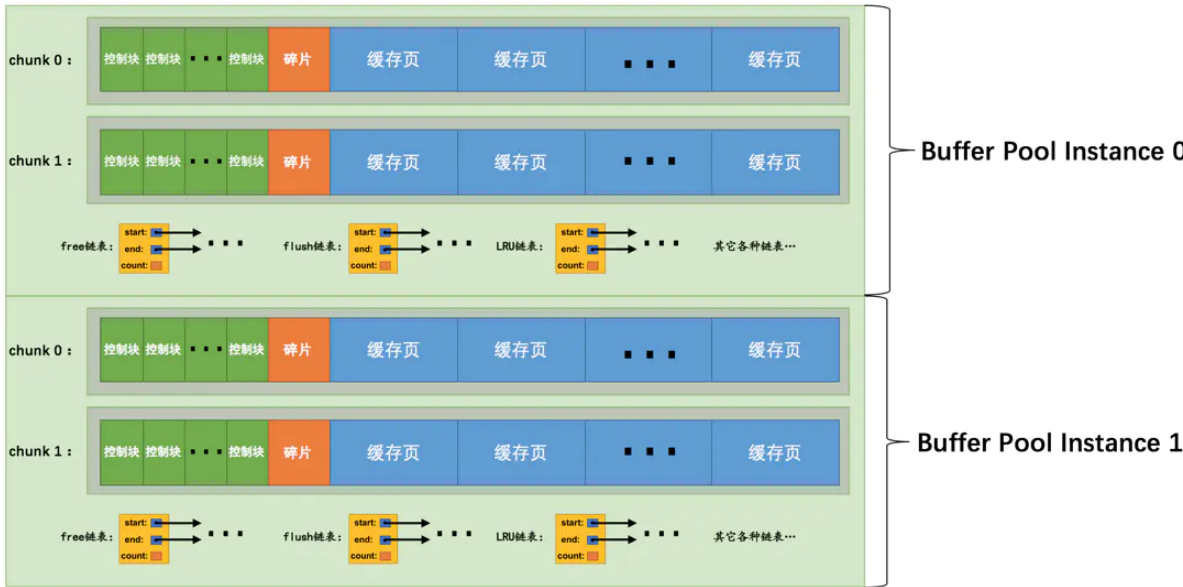 chunk 0： 控制块 控制块 ··· 控制块 碎片 缓存页 缓存页 ··· 缓存页
chunk 1： 控制块 控制块 ··· 控制块 碎片 缓存页 缓存页 ··· 缓存页
Buffer Pool Instance 0
free链表： start: end: count: ···
flush链表： start: end: count: ···
LRU链表： start: end: count: ···
其它各种链表…
chunk 0： 控制块 控制块 ··· 控制块 碎片 缓存页 缓存页 ··· 缓存页
chunk 1： 控制块 控制块 ··· 控制块 碎片 缓存页 缓存页 ··· 缓存页
Buffer Pool Instance 1
free链表： start: end: count: ···
flush链表： start: end: count: ···
LRU链表： start: end: count: ···
其它各种链表…